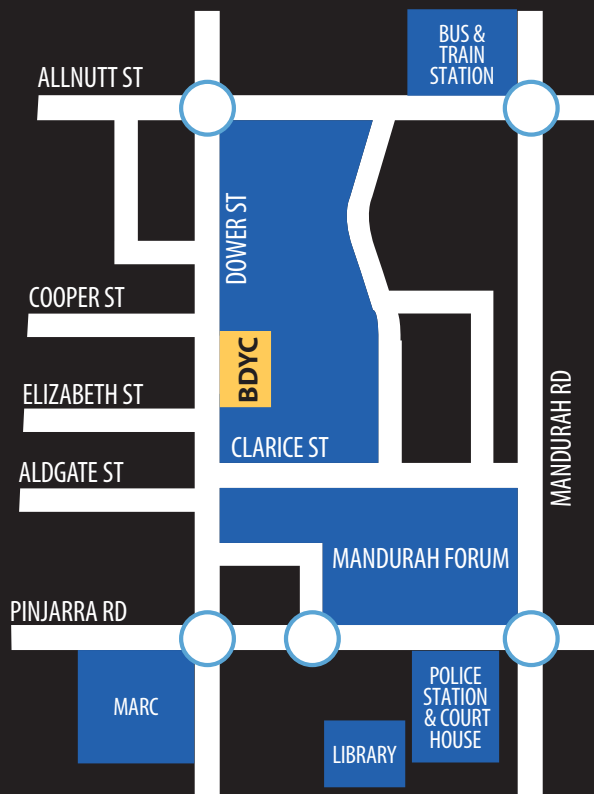 BUS &
TRAIN
STATION
ALLNUTT ST
DOWER ST
COOPER ST
BDYC
ELIZABETH ST
MANDURAH RD
CLARICE ST
ALDGATE ST
MANDURAH FORUM
PINJARRA RD
MARC
POLICE
STATION
& COURT
HOUSE
LIBRARY